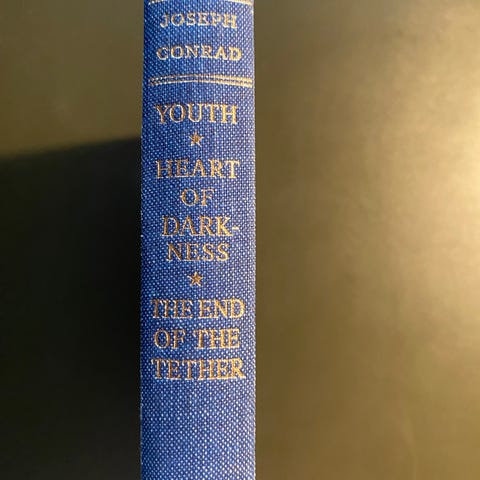 JOSEPH
CONRAD
YOUTH
★
HEART
OF
DARK-
NESS
★
THE END
OF THE
TETHER